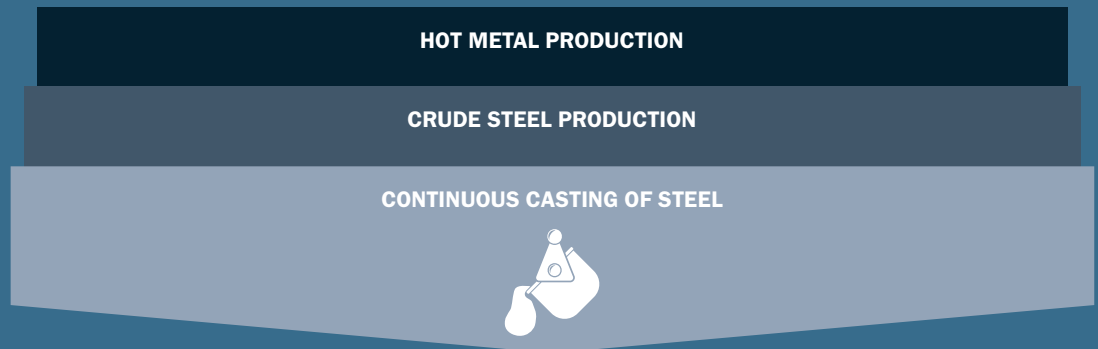 HOT METAL PRODUCTION
CRUDE STEEL PRODUCTION
CONTINUOUS CASTING OF STEEL